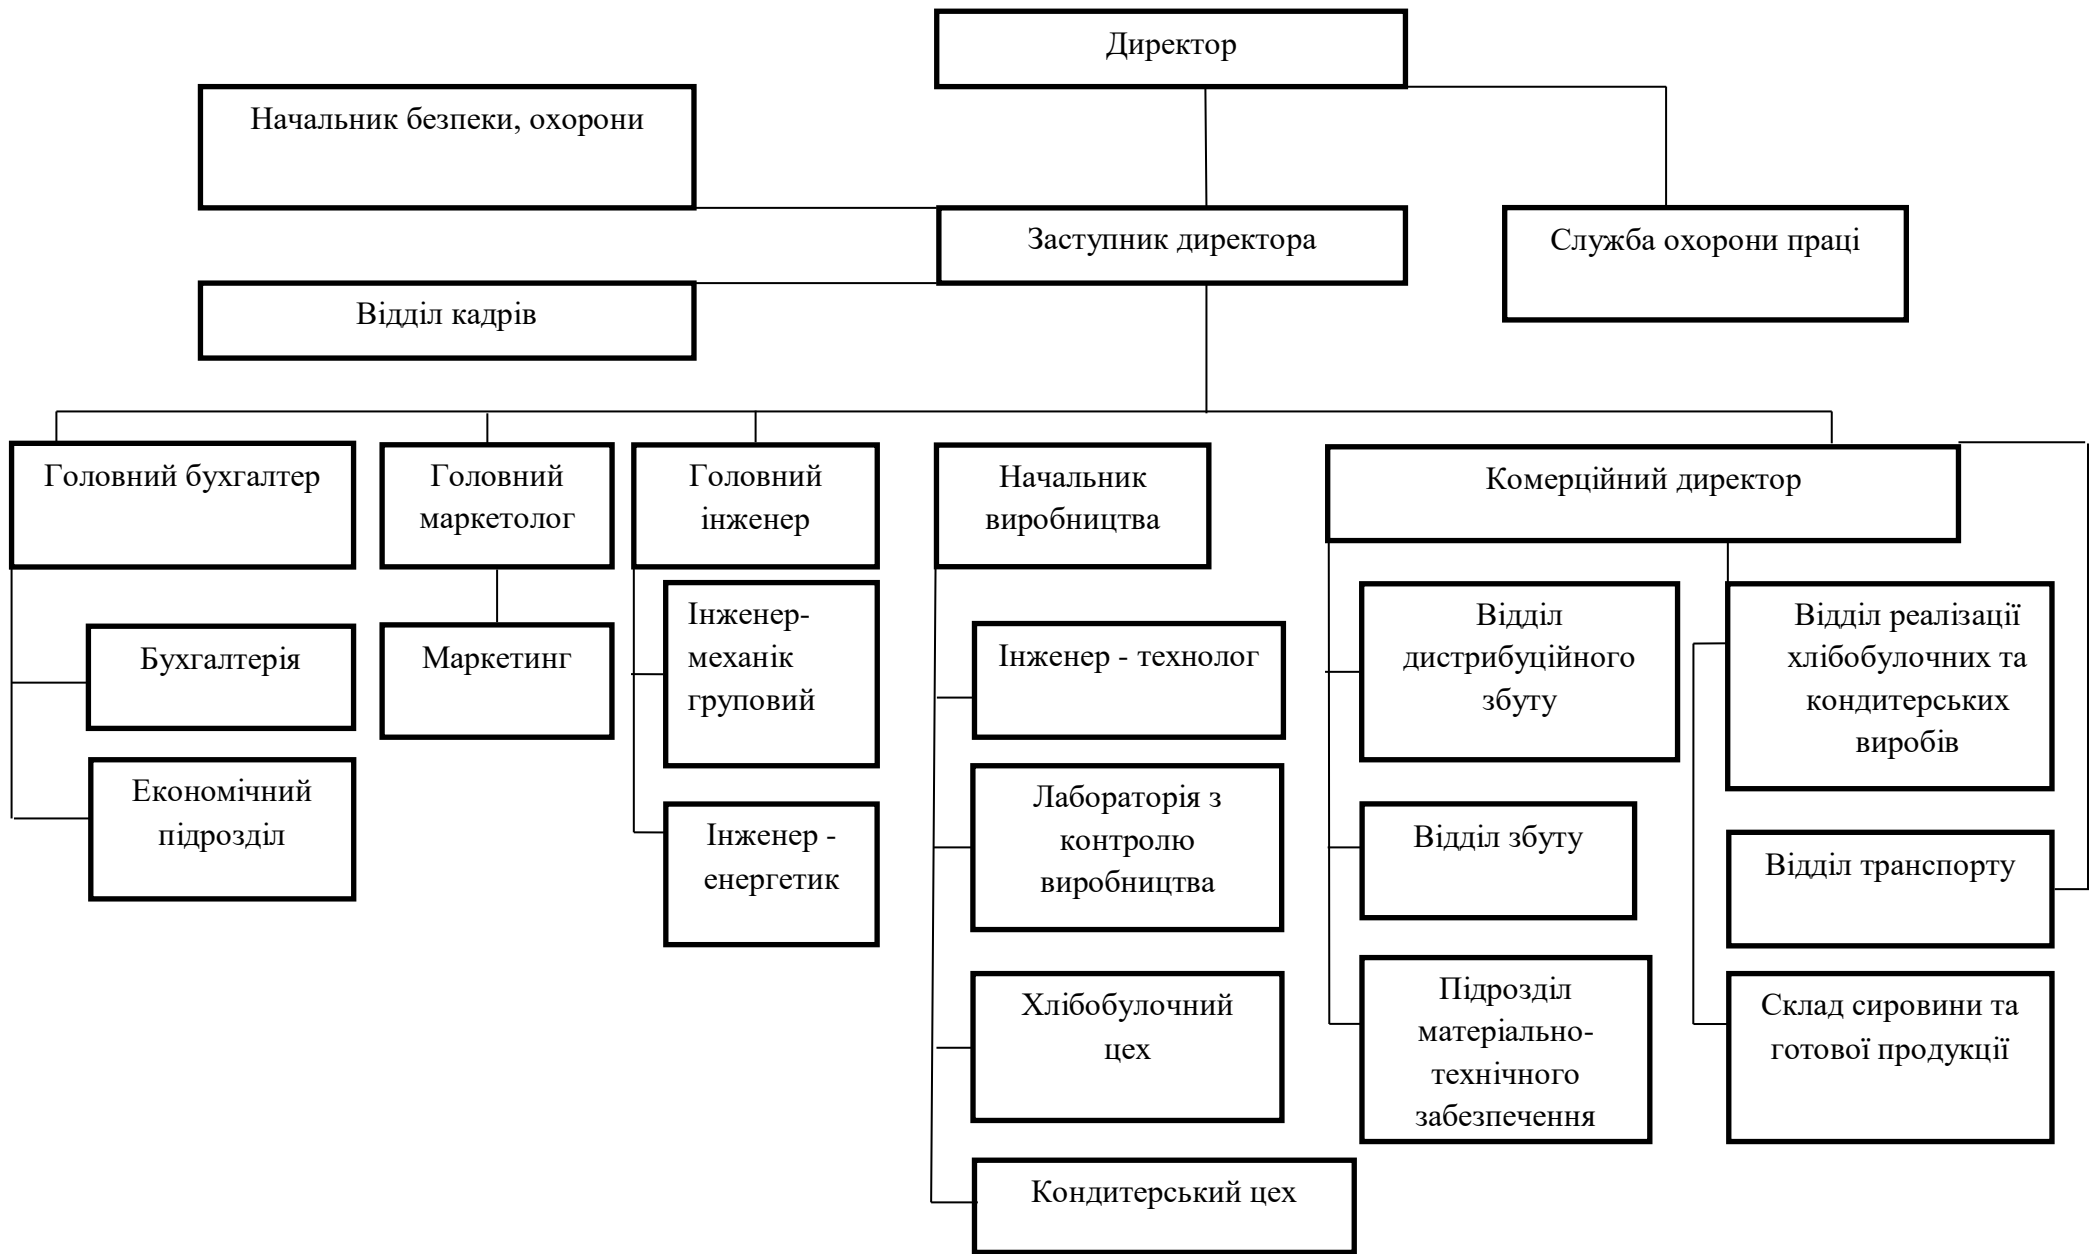 Директор
Начальник безпеки, охорони
Заступник директора
Служба охорони праці
Відділ кадрів
Головний бухгалтер
Головний
маркетолог
Головний
інженер
Начальник
виробництва
Комерційний директор
Бухгалтерія
Економічний
підрозділ
Маркетинг
Інженер-
механік
груповий
Інженер -
енергетик
Інженер - технолог
Лабораторія з
контролю
виробництва
Хлібобулочний
цех
Кондитерський цех
Відділ
дистрибуційного
збуту
Відділ збуту
Підрозділ
матеріально-
технічного
забезпечення
Відділ реалізації
хлібобулочних та
кондитерських
виробів
Відділ транспорту
Склад сировини та
готової продукції